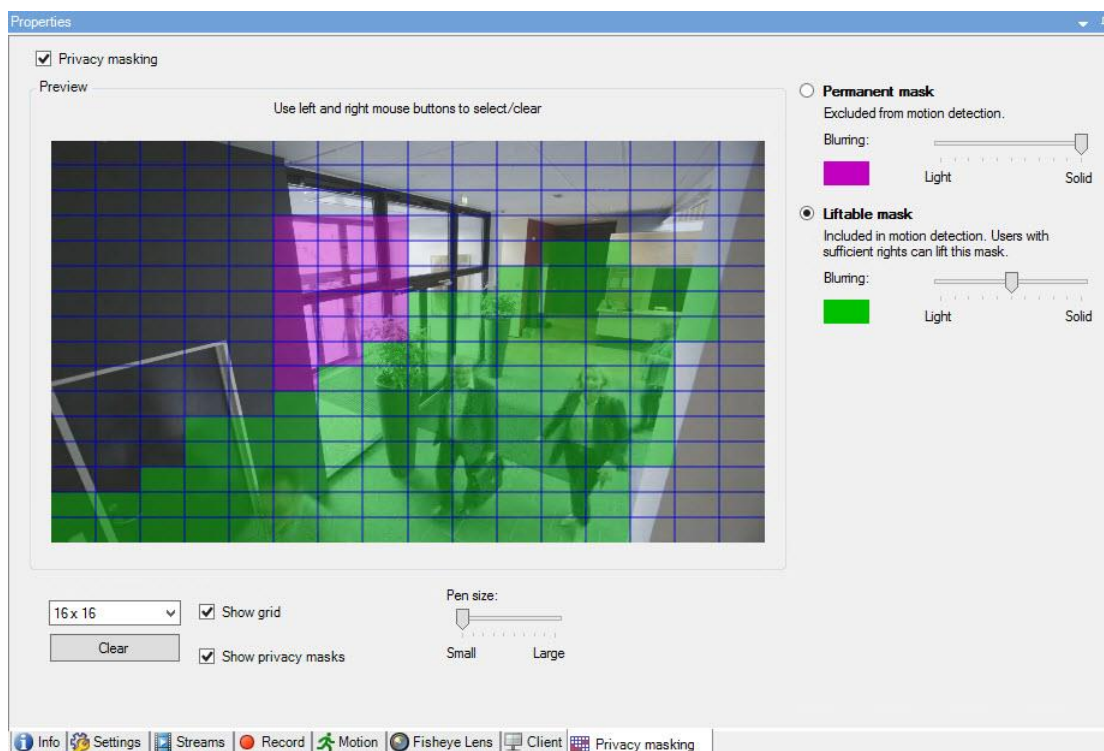 Properties
Privacy masking
Preview
Use left and right mouse buttons to select/clear
Permanent mask
Excluded from motion detection.
Blurring:
Light Solid
Liftable mask
Included in motion detection. Users with
sufficient rights can lift this mask.
Blurring:
Light Solid
16 x 16
Show grid
Pen size:
Clear
Show privacy masks
Small Large
Info Settings Streams Record Motion Fisheye Lens Client Privacy masking